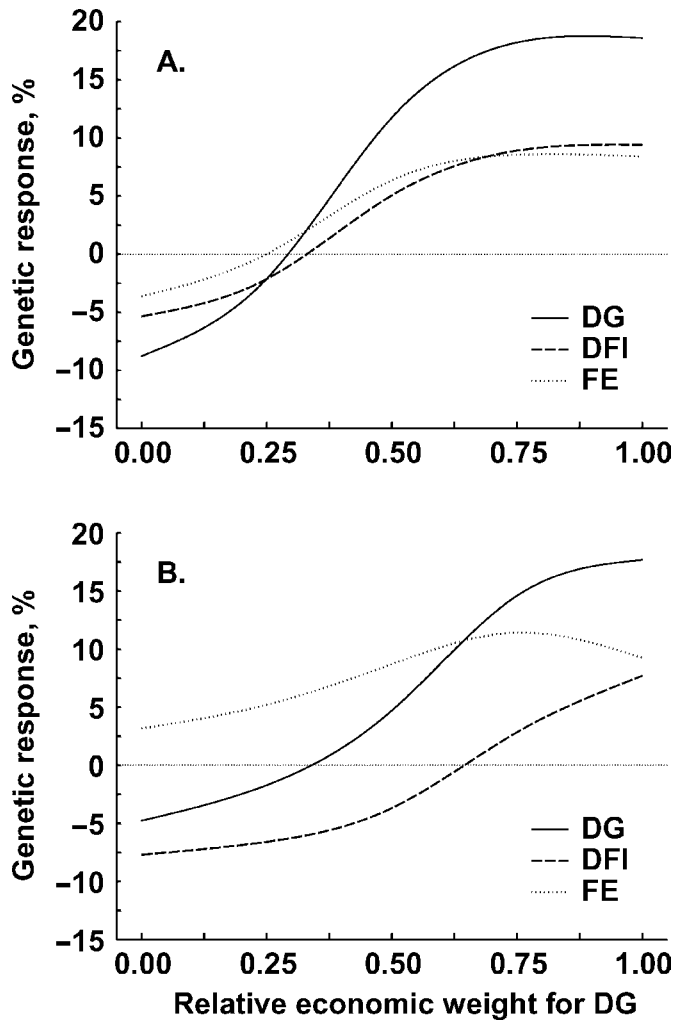 20
A.
15
10
5
0
−5
−10
−15
Genetic response, %
DG
DFI
FE
0.00 0.25 0.50 0.75 1.00
20
B.
15
10
5
0
−5
−10
−15
Genetic response, %
DG
DFI
FE
0.00 0.25 0.50 0.75 1.00
Relative economic weight for DG